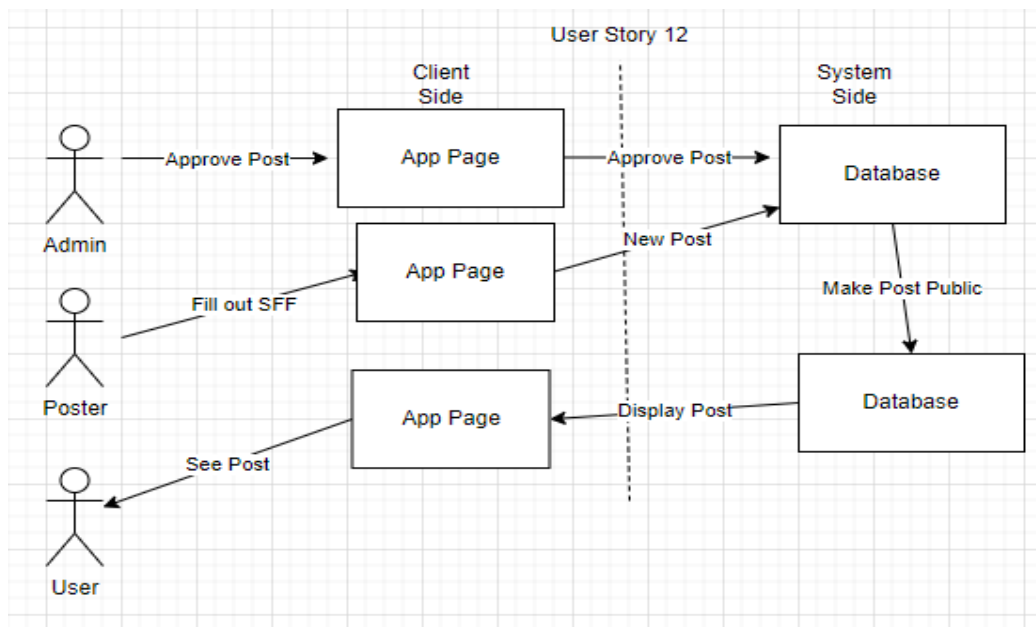 User Story 12
Client
Side
System
Side
Approve Post
App Page
Approve Post
Database
Admin
New Post
App Page
Fill out SFF
Make Post Public
Poster
App Page
Display Post
Database
See Post
User